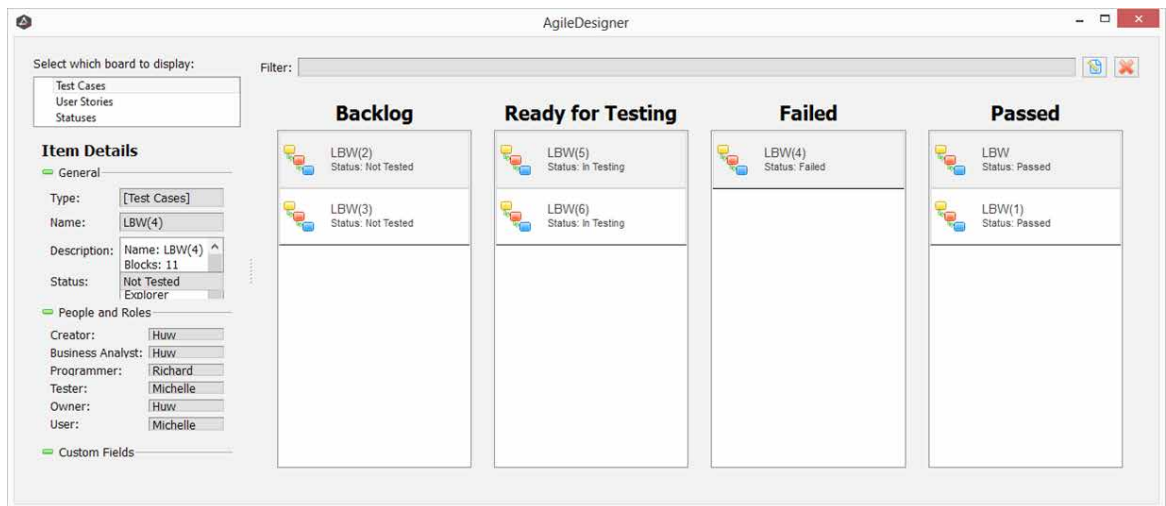 AgileDesigner
Select which board to display:
Test Cases
User Stories
Statuses
Filter:
Item Details
General
Type: [Test Cases]
Name: LBW(4)
Description: Name: LBW(4)
Blocks: 11
Status: Not Tested
Explorer
People and Roles
Creator: Huw
Business Analyst: Huw
Programmer: Richard
Tester: Michelle
Owner: Huw
User: Michelle
Custom Fields
Backlog
LBW(2)
Status: Not Tested
LBW(3)
Status: Not Tested
Ready for Testing
LBW(5)
Status: In Testing
LBW(6)
Status: In Testing
Failed
LBW(4)
Status: Failed
Passed
LBW
Status: Passed
LBW(1)
Status: Passed